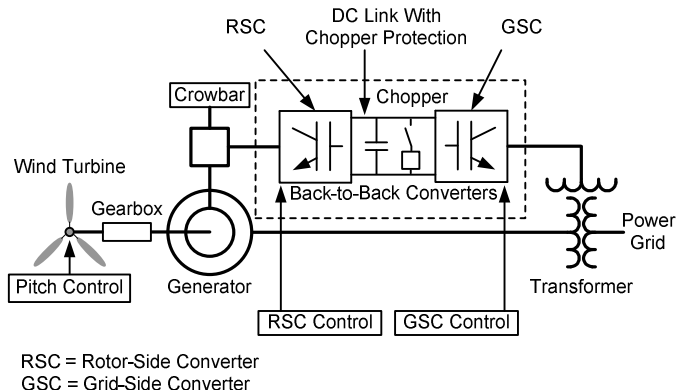 DC Link With
Chopper Protection
RSC
GSC
Crowbar
Chopper
Wind Turbine
Back-to-Back Converters
Gearbox
Power
Grid
Pitch Control
Generator
Transformer
RSC Control
GSC Control
RSC = Rotor-Side Converter
GSC = Grid-Side Converter